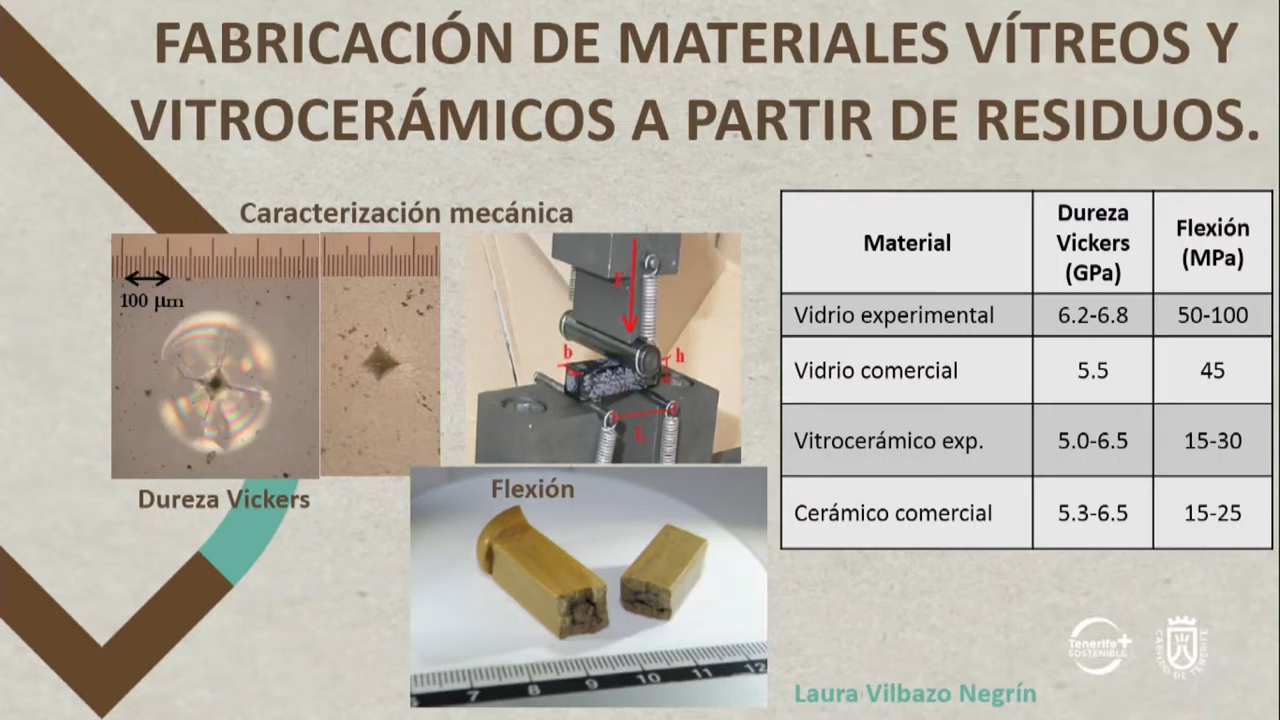 FABRICACIÓN DE MATERIALES VÍTREOS Y
VITROCERÁMICOS A PARTIR DE RESIDUOS.
Caracterización mecánica
100 µm
Dureza Vickers
F
b
h
L
Flexión
7 8 9 10 11 12
Material
Dureza
Vickers
(GPa)
Flexión
(MPa)
Vidrio experimental 6.2-6.8 50-100
Vidrio comercial 5.5 45
Vitrocerámico exp. 5.0-6.5 15-30
Cerámico comercial 5.3-6.5 15-25
Tenerife+
SOSTENIBLE
CABILDO DE TENERIFE
Laura Vilbazo Negrín